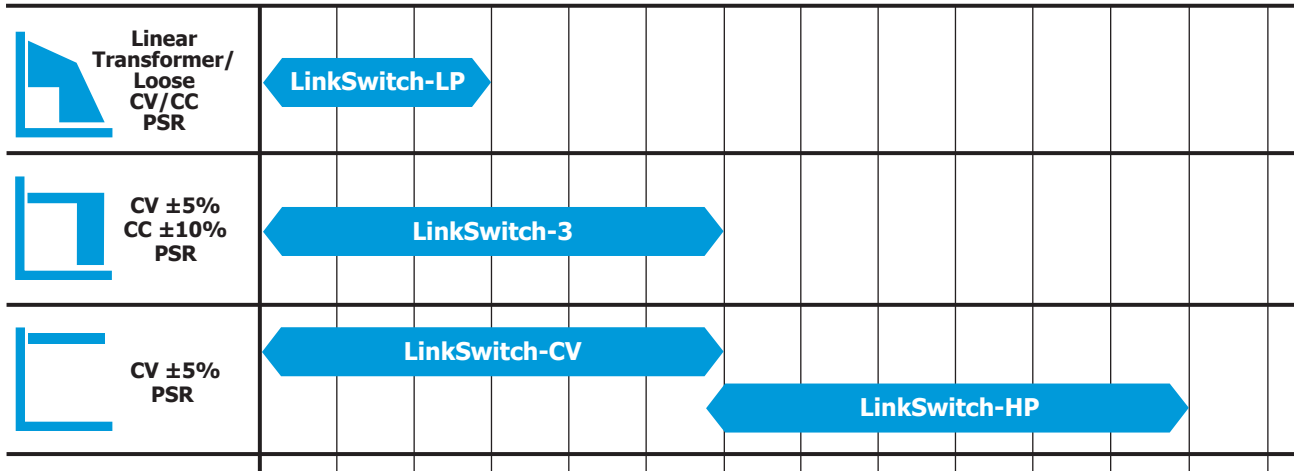 Linear
Transformer/
Loose
CV/CC
PSR
LinkSwitch-LP
CV ±5%
CC ±10%
PSR
LinkSwitch-3
CV ±5%
PSR
LinkSwitch-CV
LinkSwitch-HP